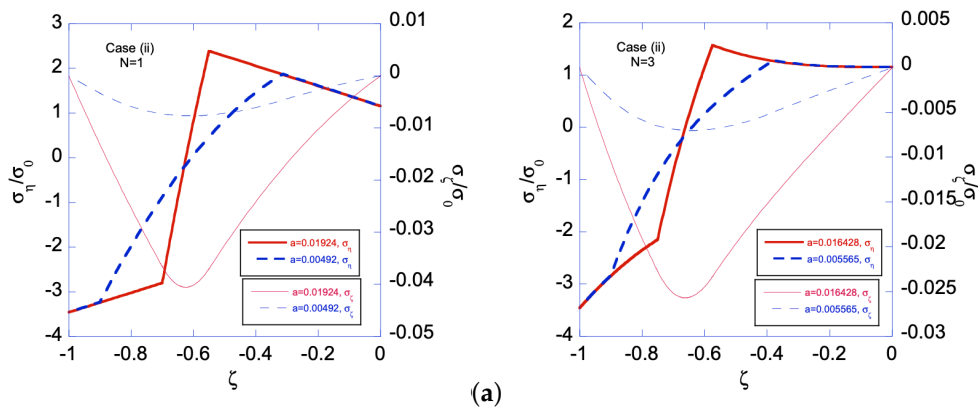 3
2
1
0
-1
-2
-3
-4
σ_η/σ_0
Case (ii)
N=1
a=0.01924, σ_η
a=0.00492, σ_η
a=0.01924, σ_ζ
a=0.00492, σ_ζ
0.01
0
-0.01
-0.02
-0.03
-0.04
-0.05
σ_ζ/σ_0
-1 -0.8 -0.6 -0.4 -0.2 0
ζ
2
1
0
-1
-2
-3
-4
σ_η/σ_0
Case (ii)
N=3
a=0.016428, σ_η
a=0.005565, σ_η
a=0.016428, σ_ζ
a=0.005565, σ_ζ
0.005
0
-0.005
-0.01
-0.015
-0.02
-0.025
-0.03
σ_ζ/σ_0
-1 -0.8 -0.6 -0.4 -0.2 0
ζ
(a)